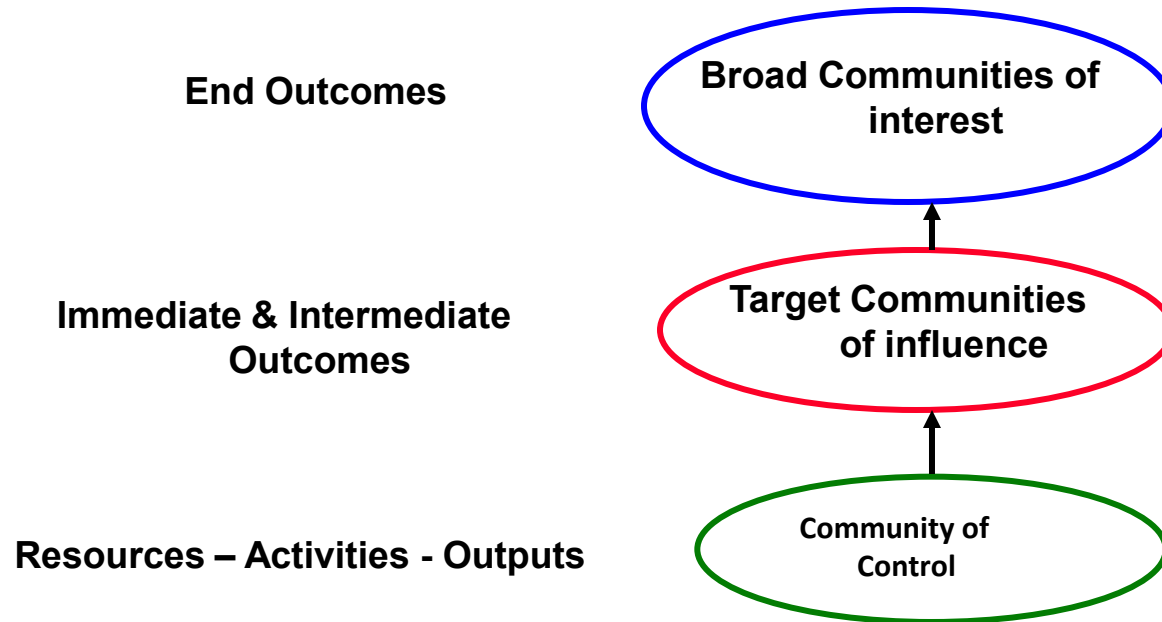 End Outcomes
Broad Communities of
interest
Immediate & Intermediate
Outcomes
Target Communities
of influence
Resources – Activities - Outputs
Community of
Control